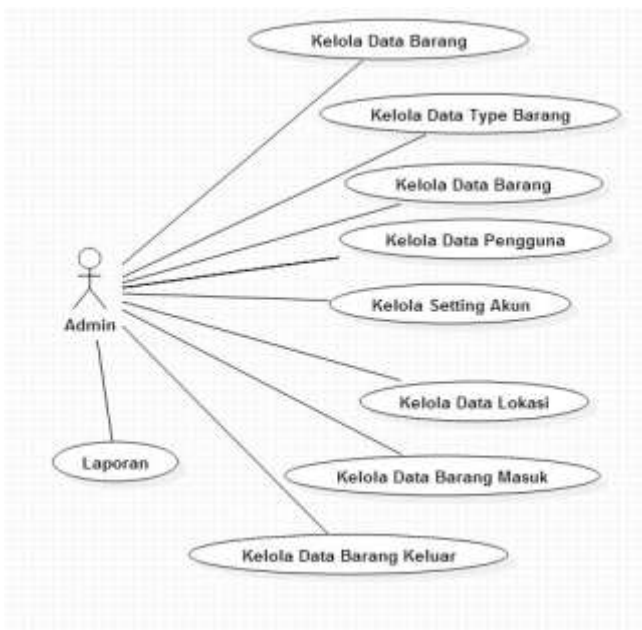 Kelola Data Barang
Kelola Data Type Barang
Kelola Data Barang
Kelola Data Pengguna
Kelola Setting Akun
Admin
Kelola Data Lokasi
Laporan
Kelola Data Barang Masuk
Kelola Data Barang Keluar